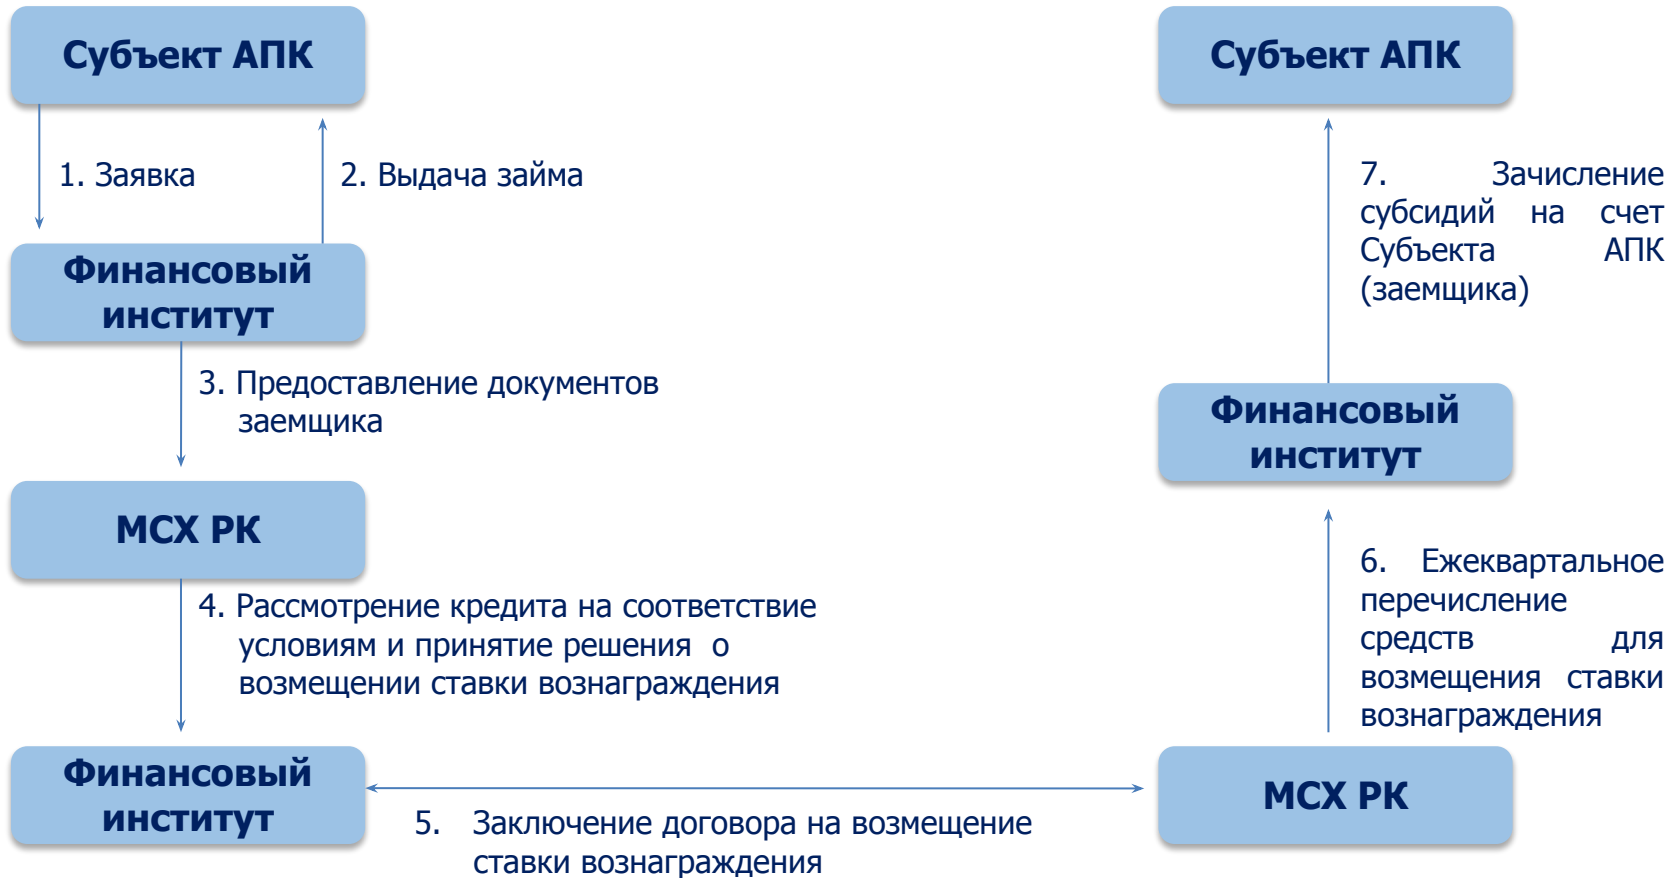 Субъект АПК
1. Заявка
2. Выдача займа
Финансовый
институт
3. Предоставление документов
заемщика
МСХ РК
4. Рассмотрение кредита на соответствие
условиям и принятие решения о
возмещении ставки вознаграждения
Финансовый
институт
5. Заключение договора на возмещение
ставки вознаграждения
МСХ РК
6. Ежеквартальное
перечисление
средств для
возмещения ставки
вознаграждения
Финансовый
институт
7. Зачисление
субсидий на счет
Субъекта АПК
(заемщика)
Субъект АПК